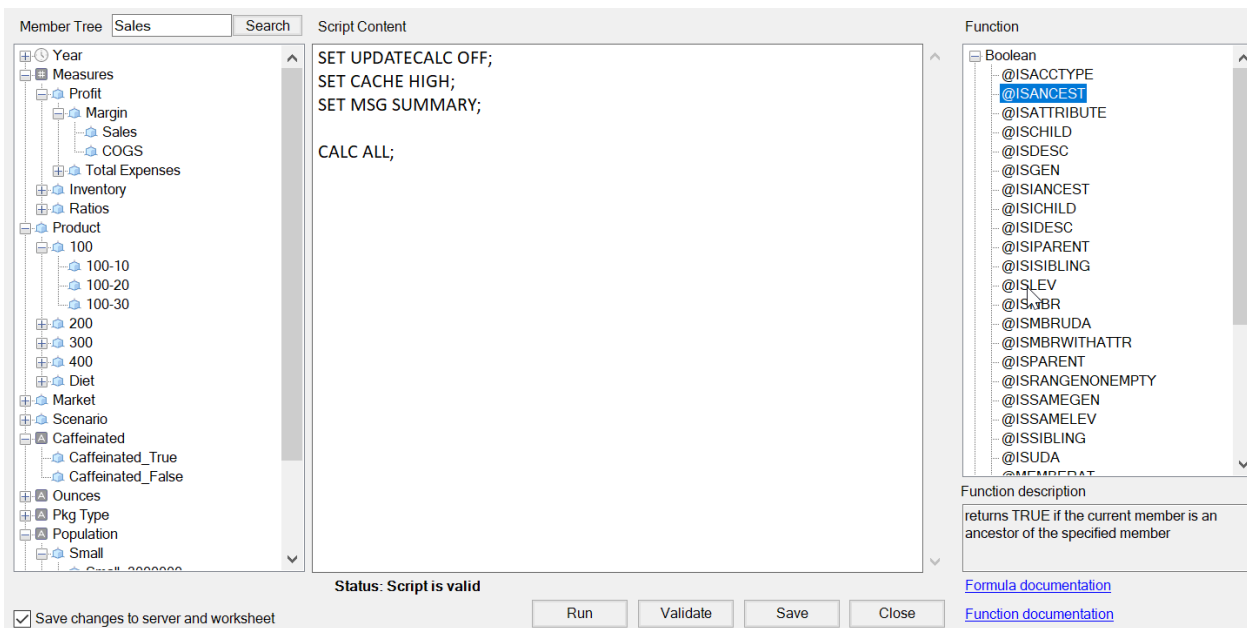 Member Tree Sales Search
Script Content
Function
Year
Measures
Profit
Margin
Sales
COGS
Total Expenses
Inventory
Ratios
Product
100
100-10
100-20
100-30
200
300
400
Diet
Market
Scenario
Caffeinated
Caffeinated_True
Caffeinated_False
Ounces
Pkg Type
Population
Small
SET UPDATECALC OFF;
SET CACHE HIGH;
SET MSG SUMMARY;
CALC ALL;
Boolean
@ISACCTYPE
@ISANCEST
@ISATTRIBUTE
@ISCHILD
@ISDESC
@ISGEN
@ISIANCEST
@ISICHILD
@ISIDESC
@ISIPARENT
@ISISIBLING
@ISLEV
@ISMBR
@ISMBRUDA
@ISMBRWITHATTR
@ISPARENT
@ISRANGENONEMPTY
@ISSAMEGEN
@ISSAMELEV
@ISSIBLING
@ISUDA
Function description
returns TRUE if the current member is an
ancestor of the specified member
Status: Script is valid
Formula documentation
Save changes to server and worksheet
Run Validate Save Close
Function documentation